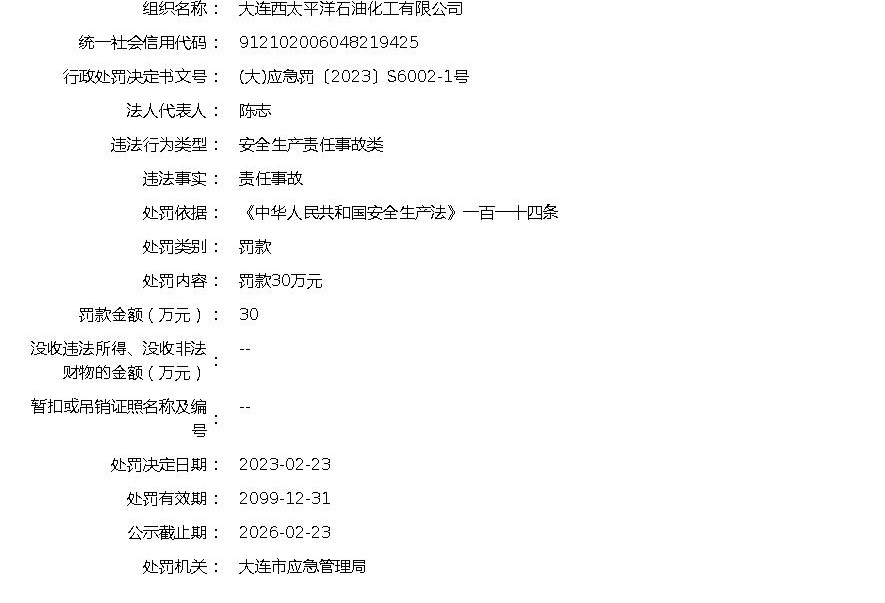 组织名称： 大连西太平洋石油化工有限公司
统一社会信用代码： 912102006048219425
行政处罚决定书文号： (大)应急罚〔2023〕S6002-1号
法人代表人： 陈志
违法行为类型： 安全生产责任事故类
违法事实： 责任事故
处罚依据： 《中华人民共和国安全生产法》一百一十四条
处罚类别： 罚款
处罚内容： 罚款30万元
罚款金额（万元）： 30
没收违法所得、没收非法
财物的金额（万元）： --
暂扣或吊销证照名称及编
号： --
处罚决定日期： 2023-02-23
处罚有效期： 2099-12-31
公示截止期： 2026-02-23
处罚机关： 大连市应急管理局